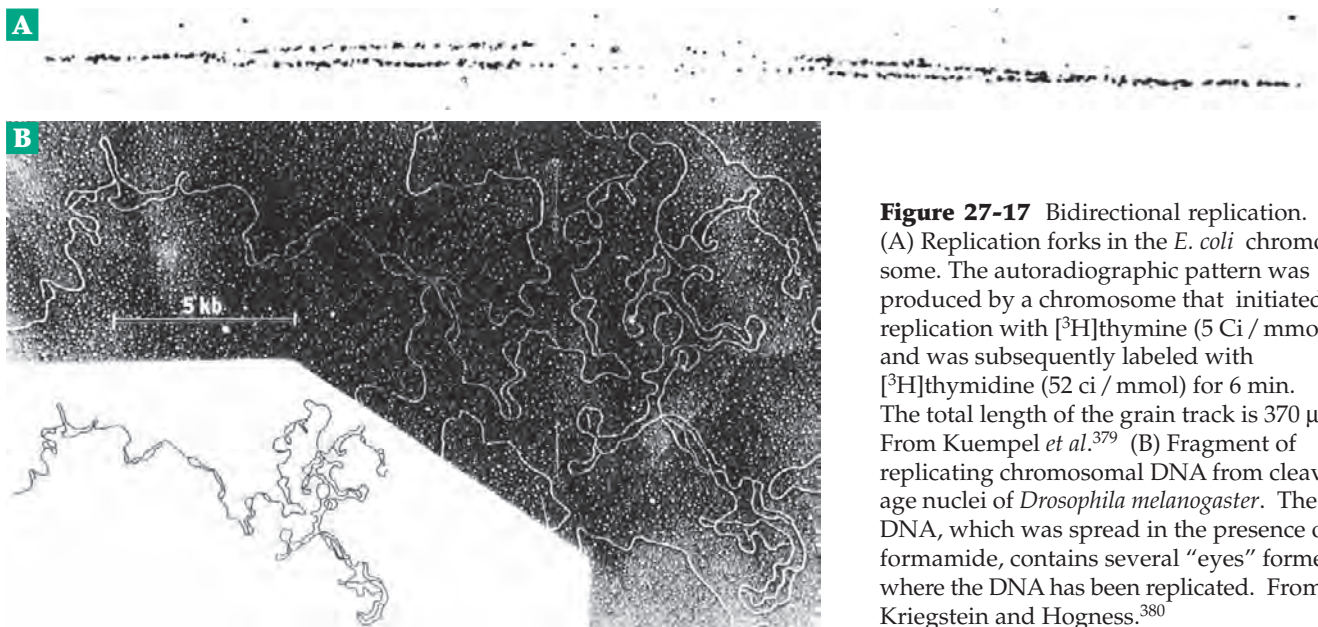 A
B
5 kb
Figure 27-17 Bidirectional replication.
(A) Replication forks in the E. coli chromo
some. The autoradiographic pattern was
produced by a chromosome that initiated
replication with [³H]thymine (5 Ci / mmo
and was subsequently labeled with
[³H]thymidine (52 ci / mmol) for 6 min.
The total length of the grain track is 370 μ
From Kuempel et al.³⁷⁹ (B) Fragment of
replicating chromosomal DNA from cleav
age nuclei of Drosophila melanogaster. The
DNA, which was spread in the presence o
formamide, contains several “eyes” forme
where the DNA has been replicated. From
Kriegstein and Hogness.³⁸⁰